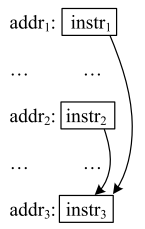 addr₁: instr₁
... ...
addr₂: instr₂
... ...
addr₃: instr₃